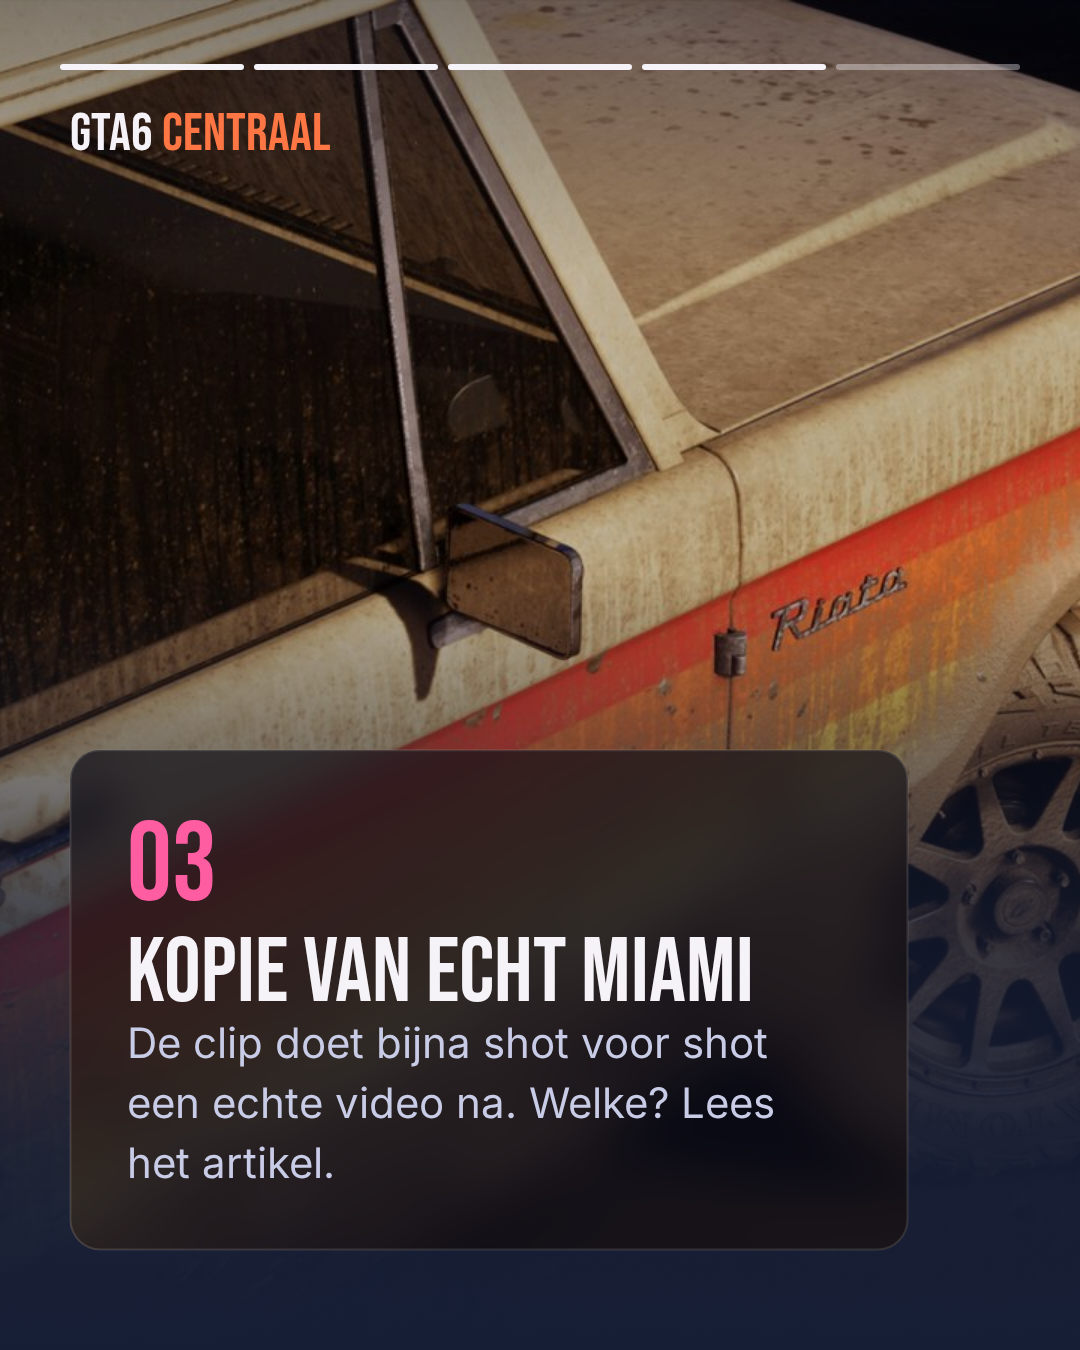 GTA6 CENTRAAL
Riata
03
KOPIE VAN ECHT MIAMI
De clip doet bijna shot voor shot
een echte video na. Welke? Lees
het artikel.